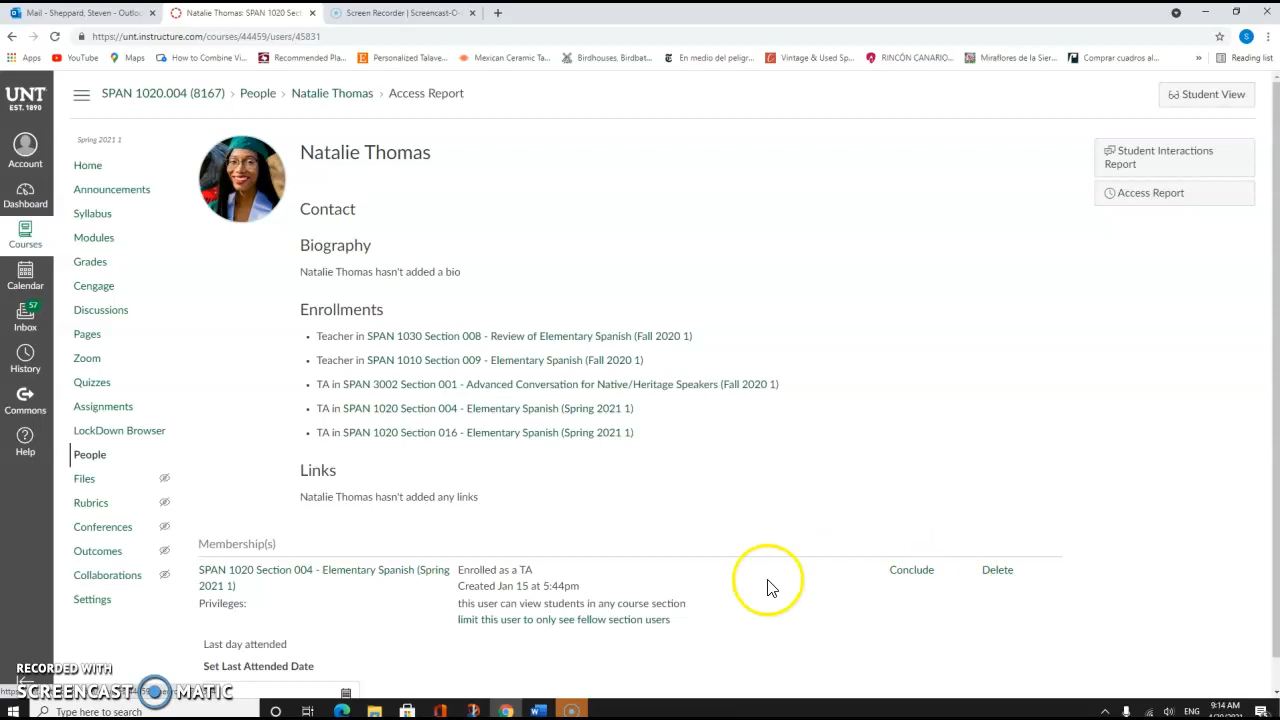 Mail - Sheppard, Steven - Outlo
Natalie Thomas: SPAN 1020 Sect
Screen Recorder | Screencast-O-
https://unt.instructure.com/courses/44459/users/45831
Apps YouTube Maps How to Combine Vi... Recommended Pla... Personalized Talave... Mexican Ceramic Ta... Birdhouses, Birdbat... En medio del peligr... Vintage & Used Sp... RINCÓN CANARIO... Miraflores de la Sier... Comprar cuadros al... » Reading list
UNT
EST. 1890
SPAN 1020.004 (8167) › People › Natalie Thomas › Access Report
Student View
Account
Dashboard
Courses
Calendar
57
Inbox
History
Commons
Help
Spring 2021 1
Home
Announcements
Syllabus
Modules
Grades
Cengage
Discussions
Pages
Zoom
Quizzes
Assignments
LockDown Browser
People
Files
Rubrics
Conferences
Outcomes
Collaborations
Settings
Natalie Thomas
Contact
Biography
Natalie Thomas hasn't added a bio
Enrollments
Teacher in SPAN 1030 Section 008 - Review of Elementary Spanish (Fall 2020 1)
Teacher in SPAN 1010 Section 009 - Elementary Spanish (Fall 2020 1)
TA in SPAN 3002 Section 001 - Advanced Conversation for Native/Heritage Speakers (Fall 2020 1)
TA in SPAN 1020 Section 004 - Elementary Spanish (Spring 2021 1)
TA in SPAN 1020 Section 016 - Elementary Spanish (Spring 2021 1)
Links
Natalie Thomas hasn't added any links
Student Interactions
Report
Access Report
Membership(s)
SPAN 1020 Section 004 - Elementary Spanish (Spring
2021 1)
Enrolled as a TA
Created Jan 15 at 5:44pm
Conclude
Delete
Privileges:
this user can view students in any course section
limit this user to only see fellow section users
Last day attended
Set Last Attended Date
RECORDED WITH
SCREENCAST MATIC
Type here to search
9:14 AM